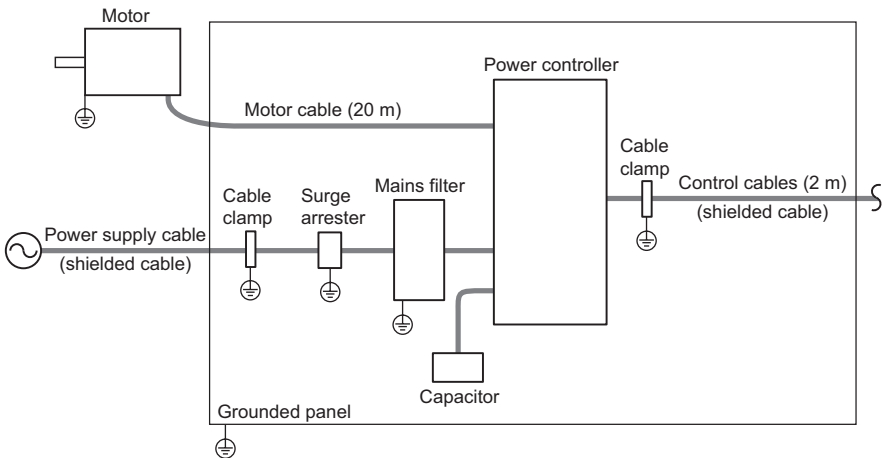 Motor
Power controller
Motor cable (20 m)
Cable
clamp
Control cables (2 m)
(shielded cable)
Mains filter
Cable
clamp
Surge
arrester
Power supply cable
(shielded cable)
Capacitor
Grounded panel